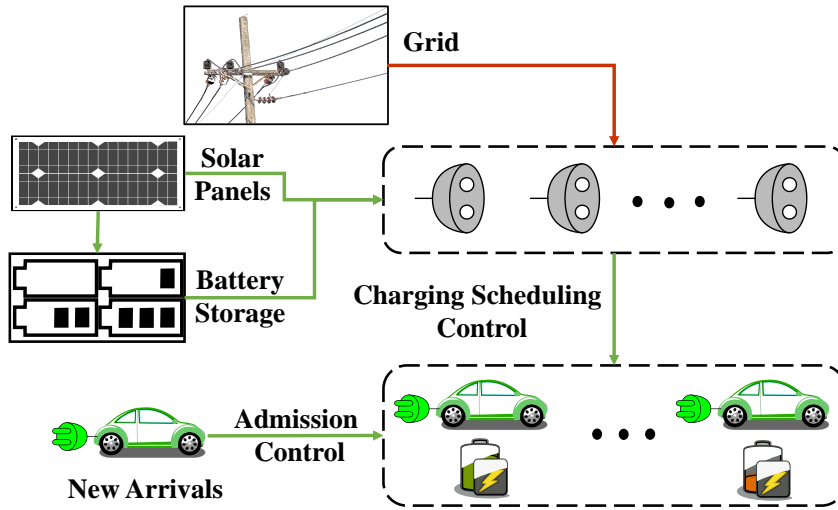 Grid
Solar
Panels
Battery
Storage
Charging Scheduling
Control
Admission
Control
New Arrivals